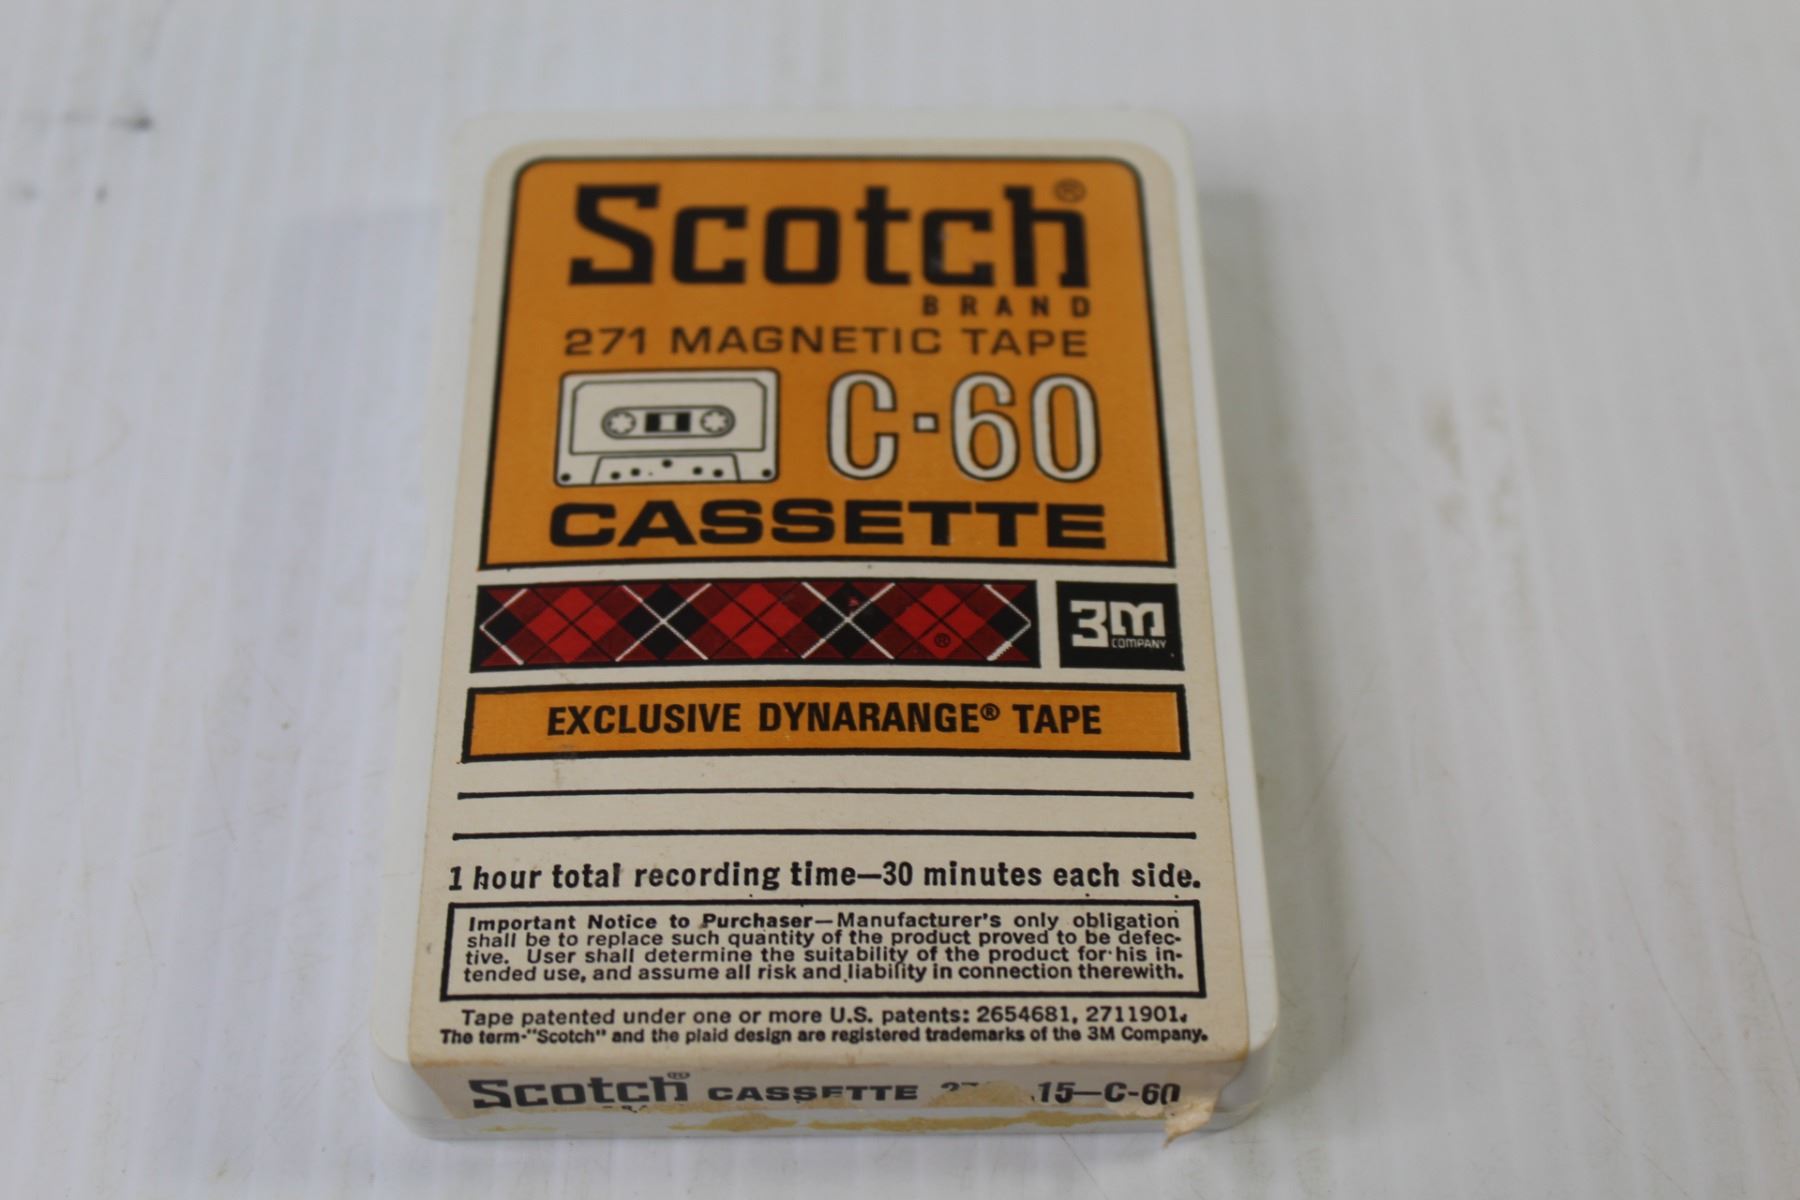 Scotch®
BRAND
271 MAGNETIC TAPE
C-60
CASSETTE
®
3M
COMPANY
EXCLUSIVE DYNARANGE® TAPE
1 hour total recording time—30 minutes each side.
Important Notice to Purchaser—Manufacturer's only obligation
shall be to replace such quantity of the product proved to be defec-
tive. User shall determine the suitability of the product for his in-
tended use, and assume all risk and liability in connection therewith.
Tape patented under one or more U.S. patents: 2654681, 2711901.
The term-"Scotch" and the plaid design are registered trademarks of the 3M Company.
Scotch® CASSETTE 15—C-60